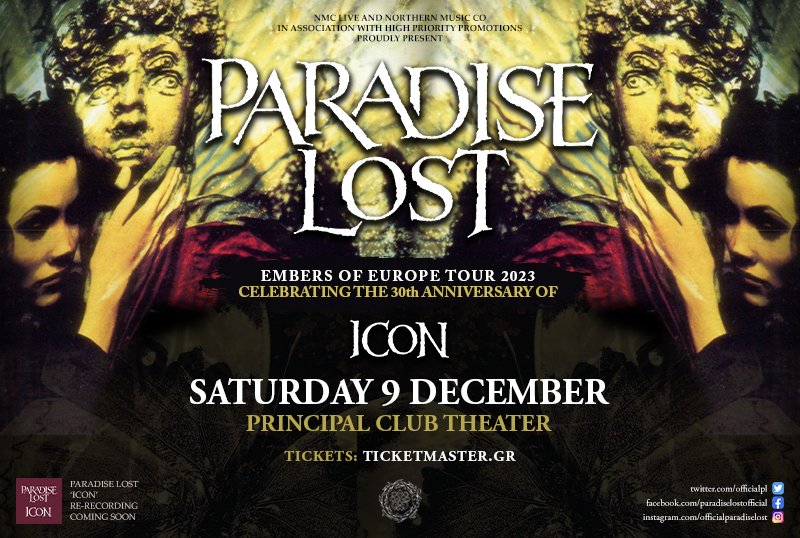 NMC LIVE AND NORTHERN MUSIC CO
IN ASSOCIATION WITH HIGH PRIORITY PROMOTIONS
PROUDLY PRESENT
PARADISE
LOST
EMBERS OF EUROPE TOUR 2023
CELEBRATING THE 30th ANNIVERSARY OF
ICON
SATURDAY 9 DECEMBER
PRINCIPAL CLUB THEATER
TICKETS: TICKETMASTER.GR
PARADISE
LOST
ICON
PARADISE LOST
'ICON'
RE-RECORDING
COMING SOON
twitter.com/officialpl
facebook.com/paradiselostofficial
instagram.com/officialparadiselost